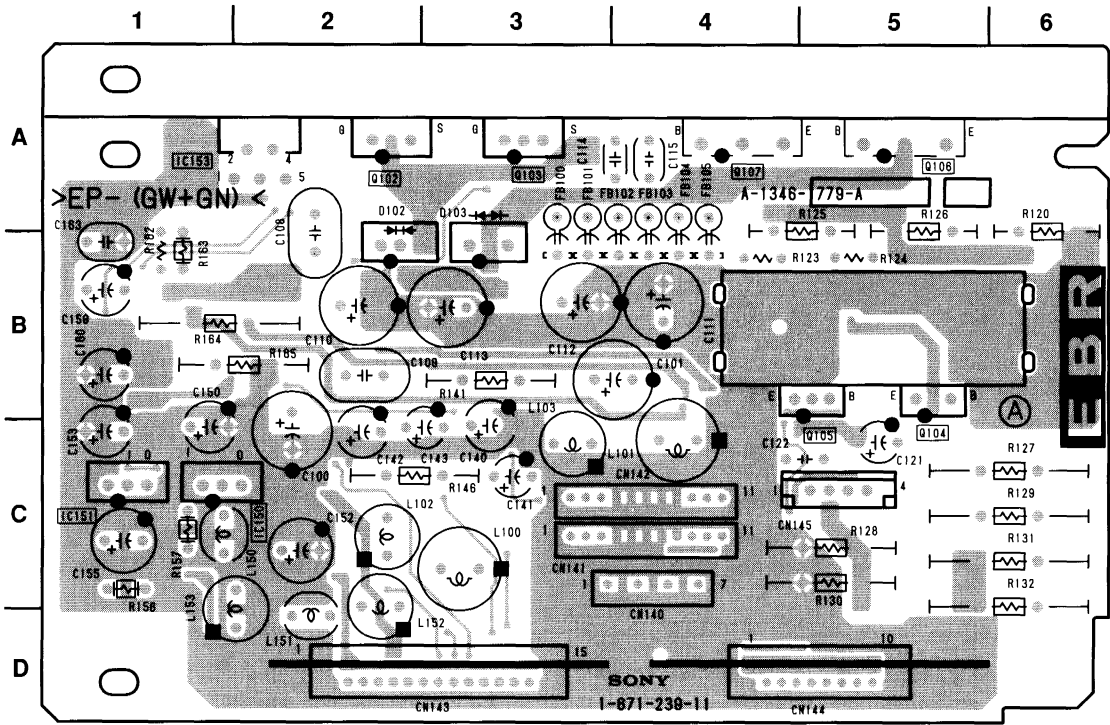 1 2 3 4 5 6
A
B
C
D
G S G S B E B E
IC153 2 4 5
Q102 Q103 Q107 Q106
C114 C115
>EP- (GW+GN) <
FB100 FB101 FB102 FB103 FB104 FB105
A-1346- 779-A
D102 D103
R125 R126 R120
C163 R162 R163 C108
R123 R124
C159
R164 C110 C113 C112 C111
C160 R165 C109 C101
R141
EBR
C150 L103
E B E B
A
C153 Q105 Q104
I O I O C100 C142 C143 C140 L101 CN142 C122 C121 R127
R146 C141
1 11 1 4
R129
IC151 IC150 C152 L102 L100
1 11
CN145 R128
R157 L150
CN141
R131
C155 R156 L153 1 7 R130 R132
CN140
L151 L152
1 15 1 10
SONY
1-871-239-11
CN143 CN144